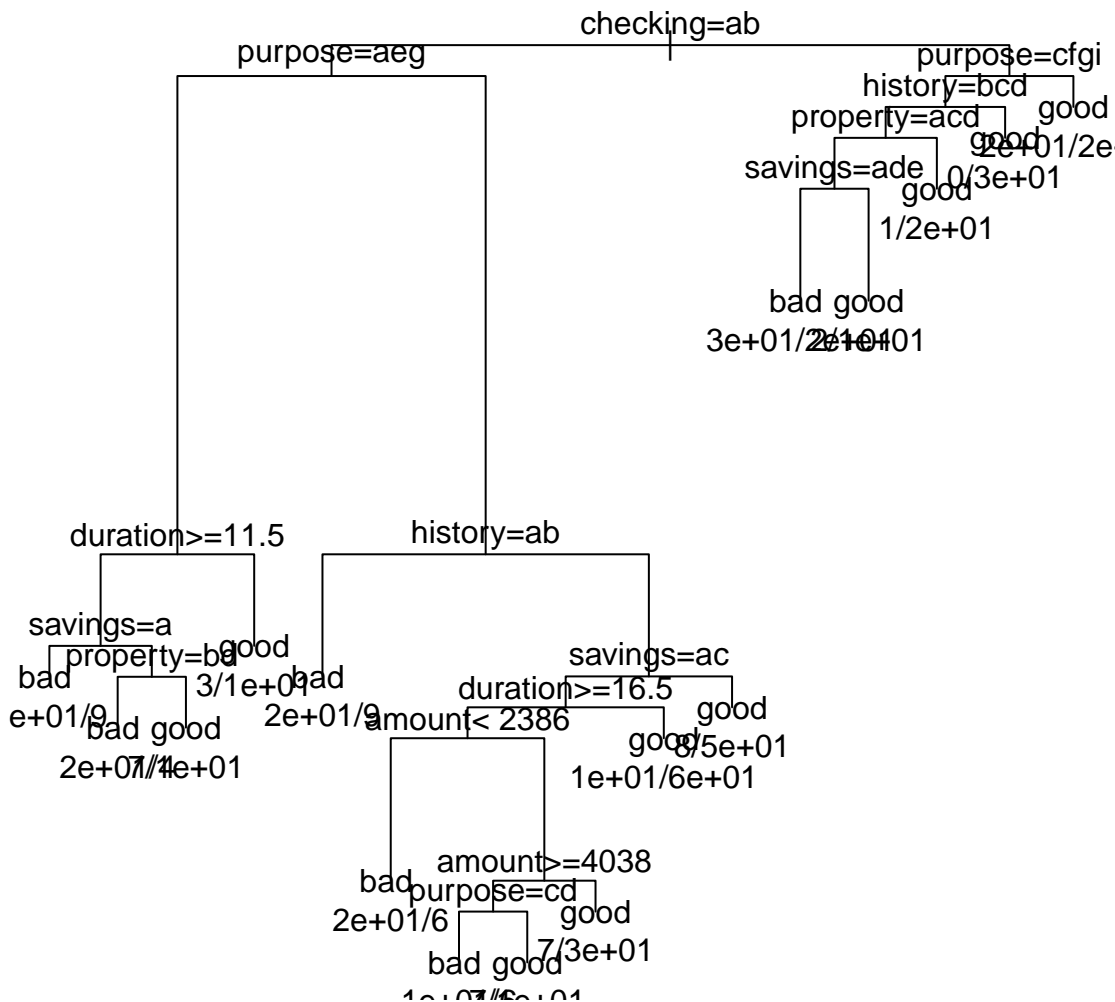 checking=ab
purpose=aeg
purpose=cfgi
history=bcd
good
property=acd
good
0/3e+01
savings=ade
good
1/2e+01
bad good
duration>=11.5
history=ab
savings=a
good
3/1e+01
property=bd
bad
bad good
bad
2e+01/9
savings=ac
duration>=16.5
good
8/5e+01
amount< 2386
good
1e+01/6e+01
amount>=4038
bad
2e+01/6
purpose=cd
good
7/3e+01
bad good